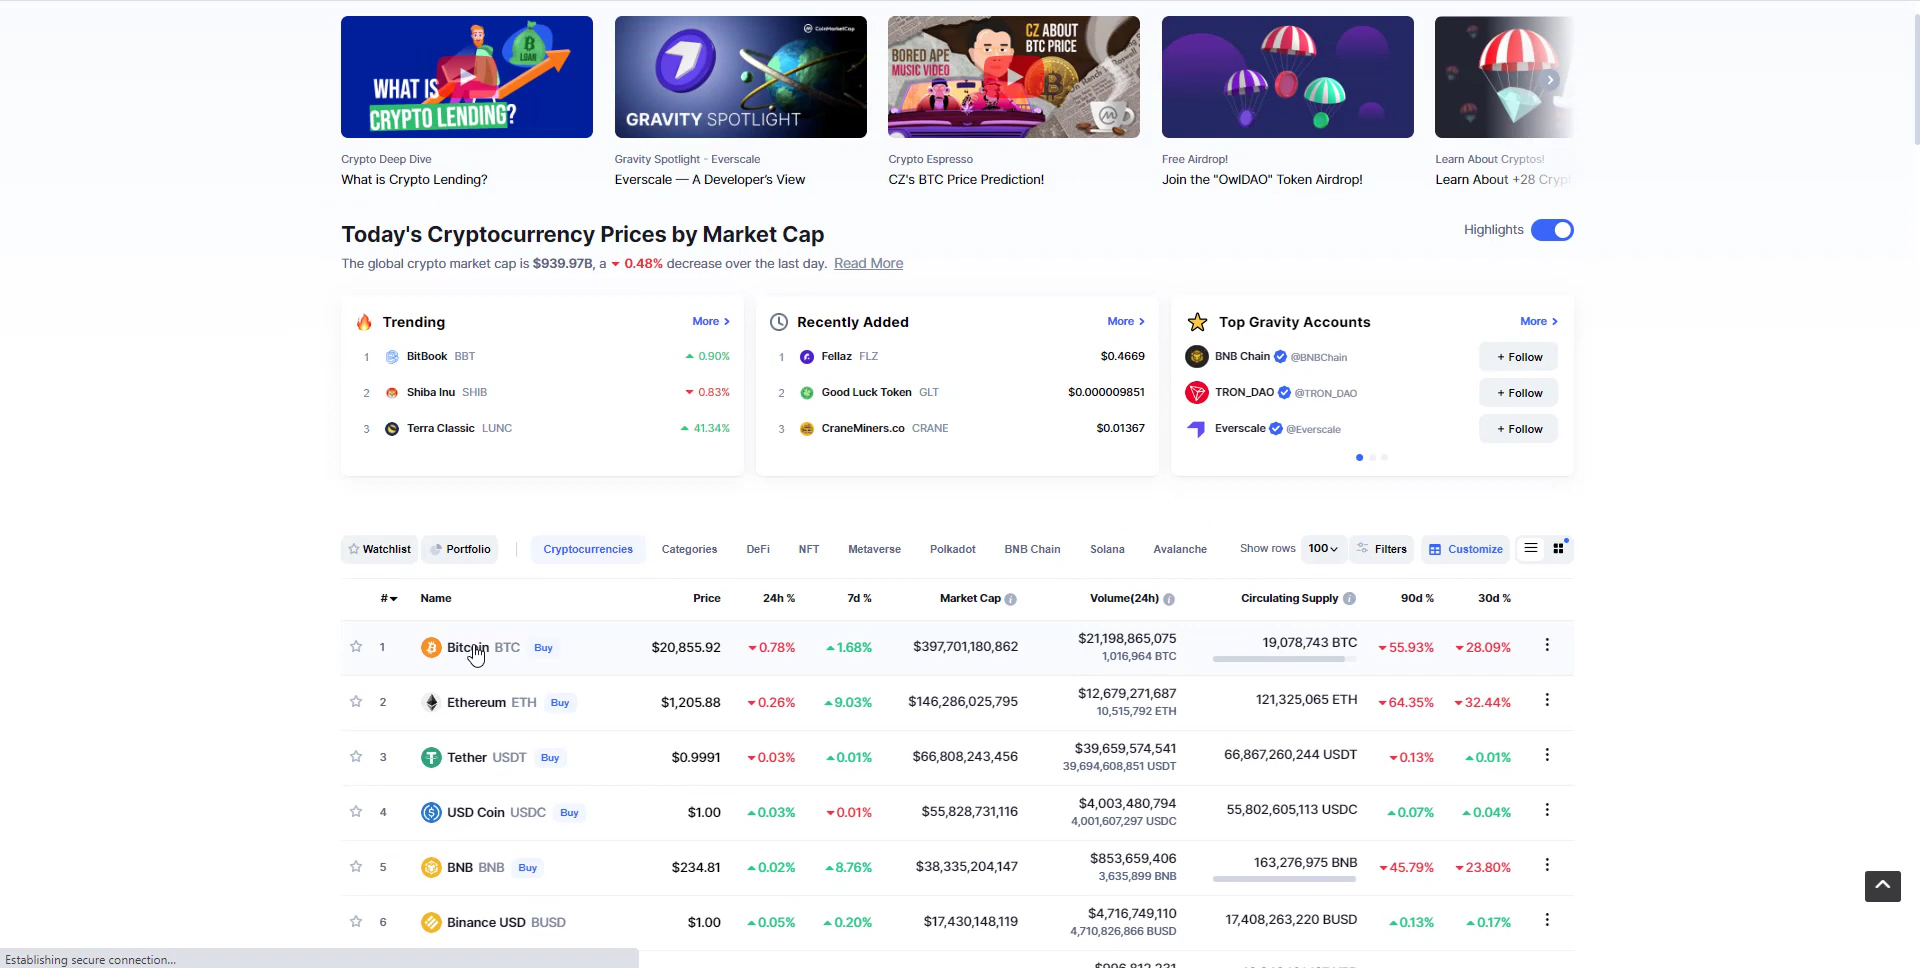 WHAT IS
CRYPTO LENDING?
LOAN
CoinMarketCap
GRAVITY SPOTLIGHT
BORED APE
MUSIC VIDEO
CZ ABOUT
BTC PRICE
Crypto Deep Dive
What is Crypto Lending?
Gravity Spotlight - Everscale
Everscale — A Developer's View
Crypto Espresso
CZ's BTC Price Prediction!
Free Airdrop!
Join the "OwlDAO" Token Airdrop!
Learn About Cryptos!
Learn About +28 Cryp
Today's Cryptocurrency Prices by Market Cap
Highlights
The global crypto market cap is $939.97B, a 0.48% decrease over the last day. Read More
Trending
More
1 BitBook BBT 0.90%
2 Shiba Inu SHIB 0.83%
3 Terra Classic LUNC 41.34%
Recently Added
More
1 Fellaz FLZ $0.4669
2 Good Luck Token GLT $0.000009851
3 CraneMiners.co CRANE $0.01367
Top Gravity Accounts
More
BNB Chain @BNBChain + Follow
TRON_DAO @TRON_DAO + Follow
Everscale @Everscale + Follow
Watchlist Portfolio Cryptocurrencies Categories DeFi NFT Metaverse Polkadot BNB Chain Solana Avalanche Show rows 100 Filters Customize
# Name Price 24h % 7d % Market Cap Volume(24h) Circulating Supply 90d % 30d %
1 Bitcoin BTC Buy $20,855.92 0.78% 1.68% $397,701,180,862 $21,198,865,075 19,078,743 BTC 55.93% 28.09%
1,016,964 BTC
2 Ethereum ETH Buy $1,205.88 0.26% 9.03% $146,286,025,795 $12,679,271,687 121,325,065 ETH 64.35% 32.44%
10,515,792 ETH
3 Tether USDT Buy $0.9991 0.03% 0.01% $66,808,243,456 $39,659,574,541 66,867,260,244 USDT 0.13% 0.01%
39,694,608,851 USDT
4 USD Coin USDC Buy $1.00 0.03% 0.01% $55,828,731,116 $4,003,480,794 55,802,605,113 USDC 0.07% 0.04%
4,001,607,297 USDC
5 BNB BNB Buy $234.81 0.02% 8.76% $38,335,204,147 $853,659,406 163,276,975 BNB 45.79% 23.80%
3,635,899 BNB
6 Binance USD BUSD $1.00 0.05% 0.20% $17,430,148,119 $4,716,749,110 17,408,263,220 BUSD 0.13% 0.17%
4,710,826,866 BUSD
Establishing secure connection...